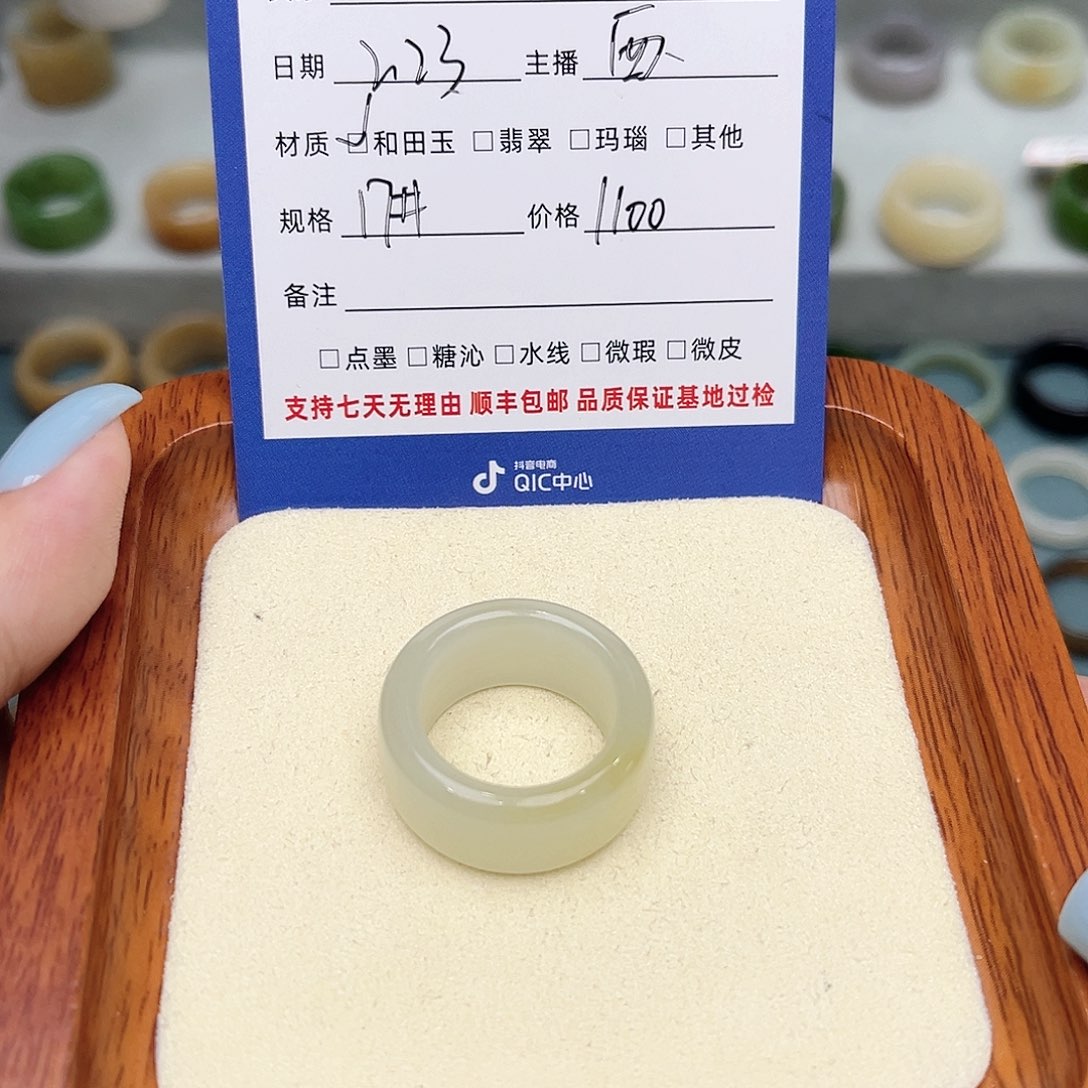 日期 2.23 主播 西
材质 ☑和田玉 □翡翠 □玛瑙 □其他
规格 17# 价格 1100
备注
□点墨 □糖沁 □水线 □微瑕 □微皮
支持七天无理由 顺丰包邮 品质保证基地过检
抖音电商
QIC中心